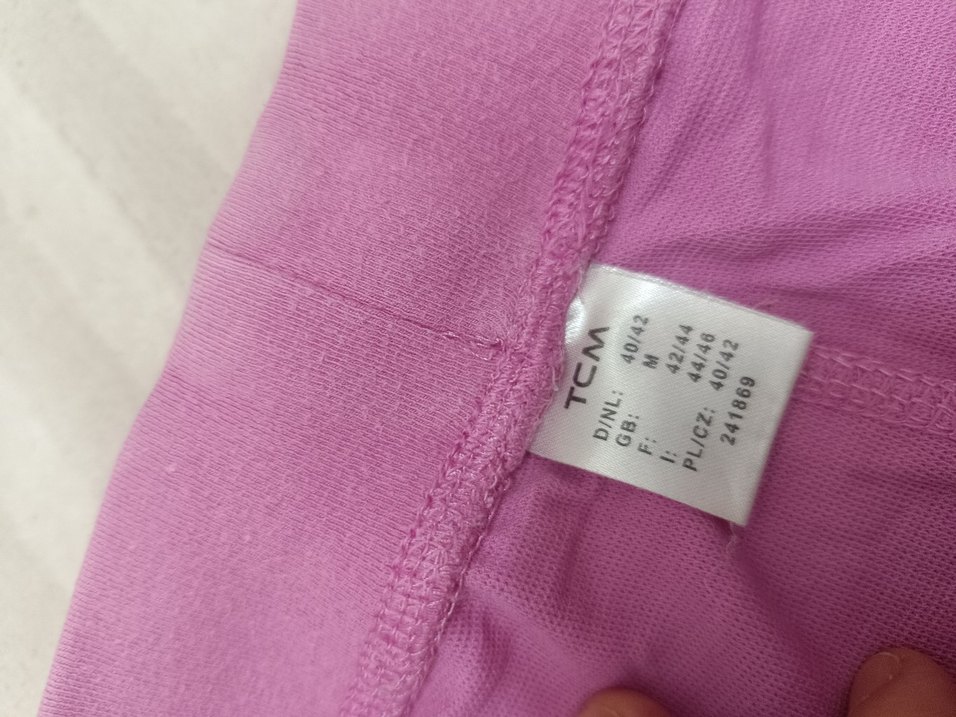 TCM
D/NL: 40/42
GB: M
F: 42/44
I: 44/46
PL/CZ: 40/42
241869